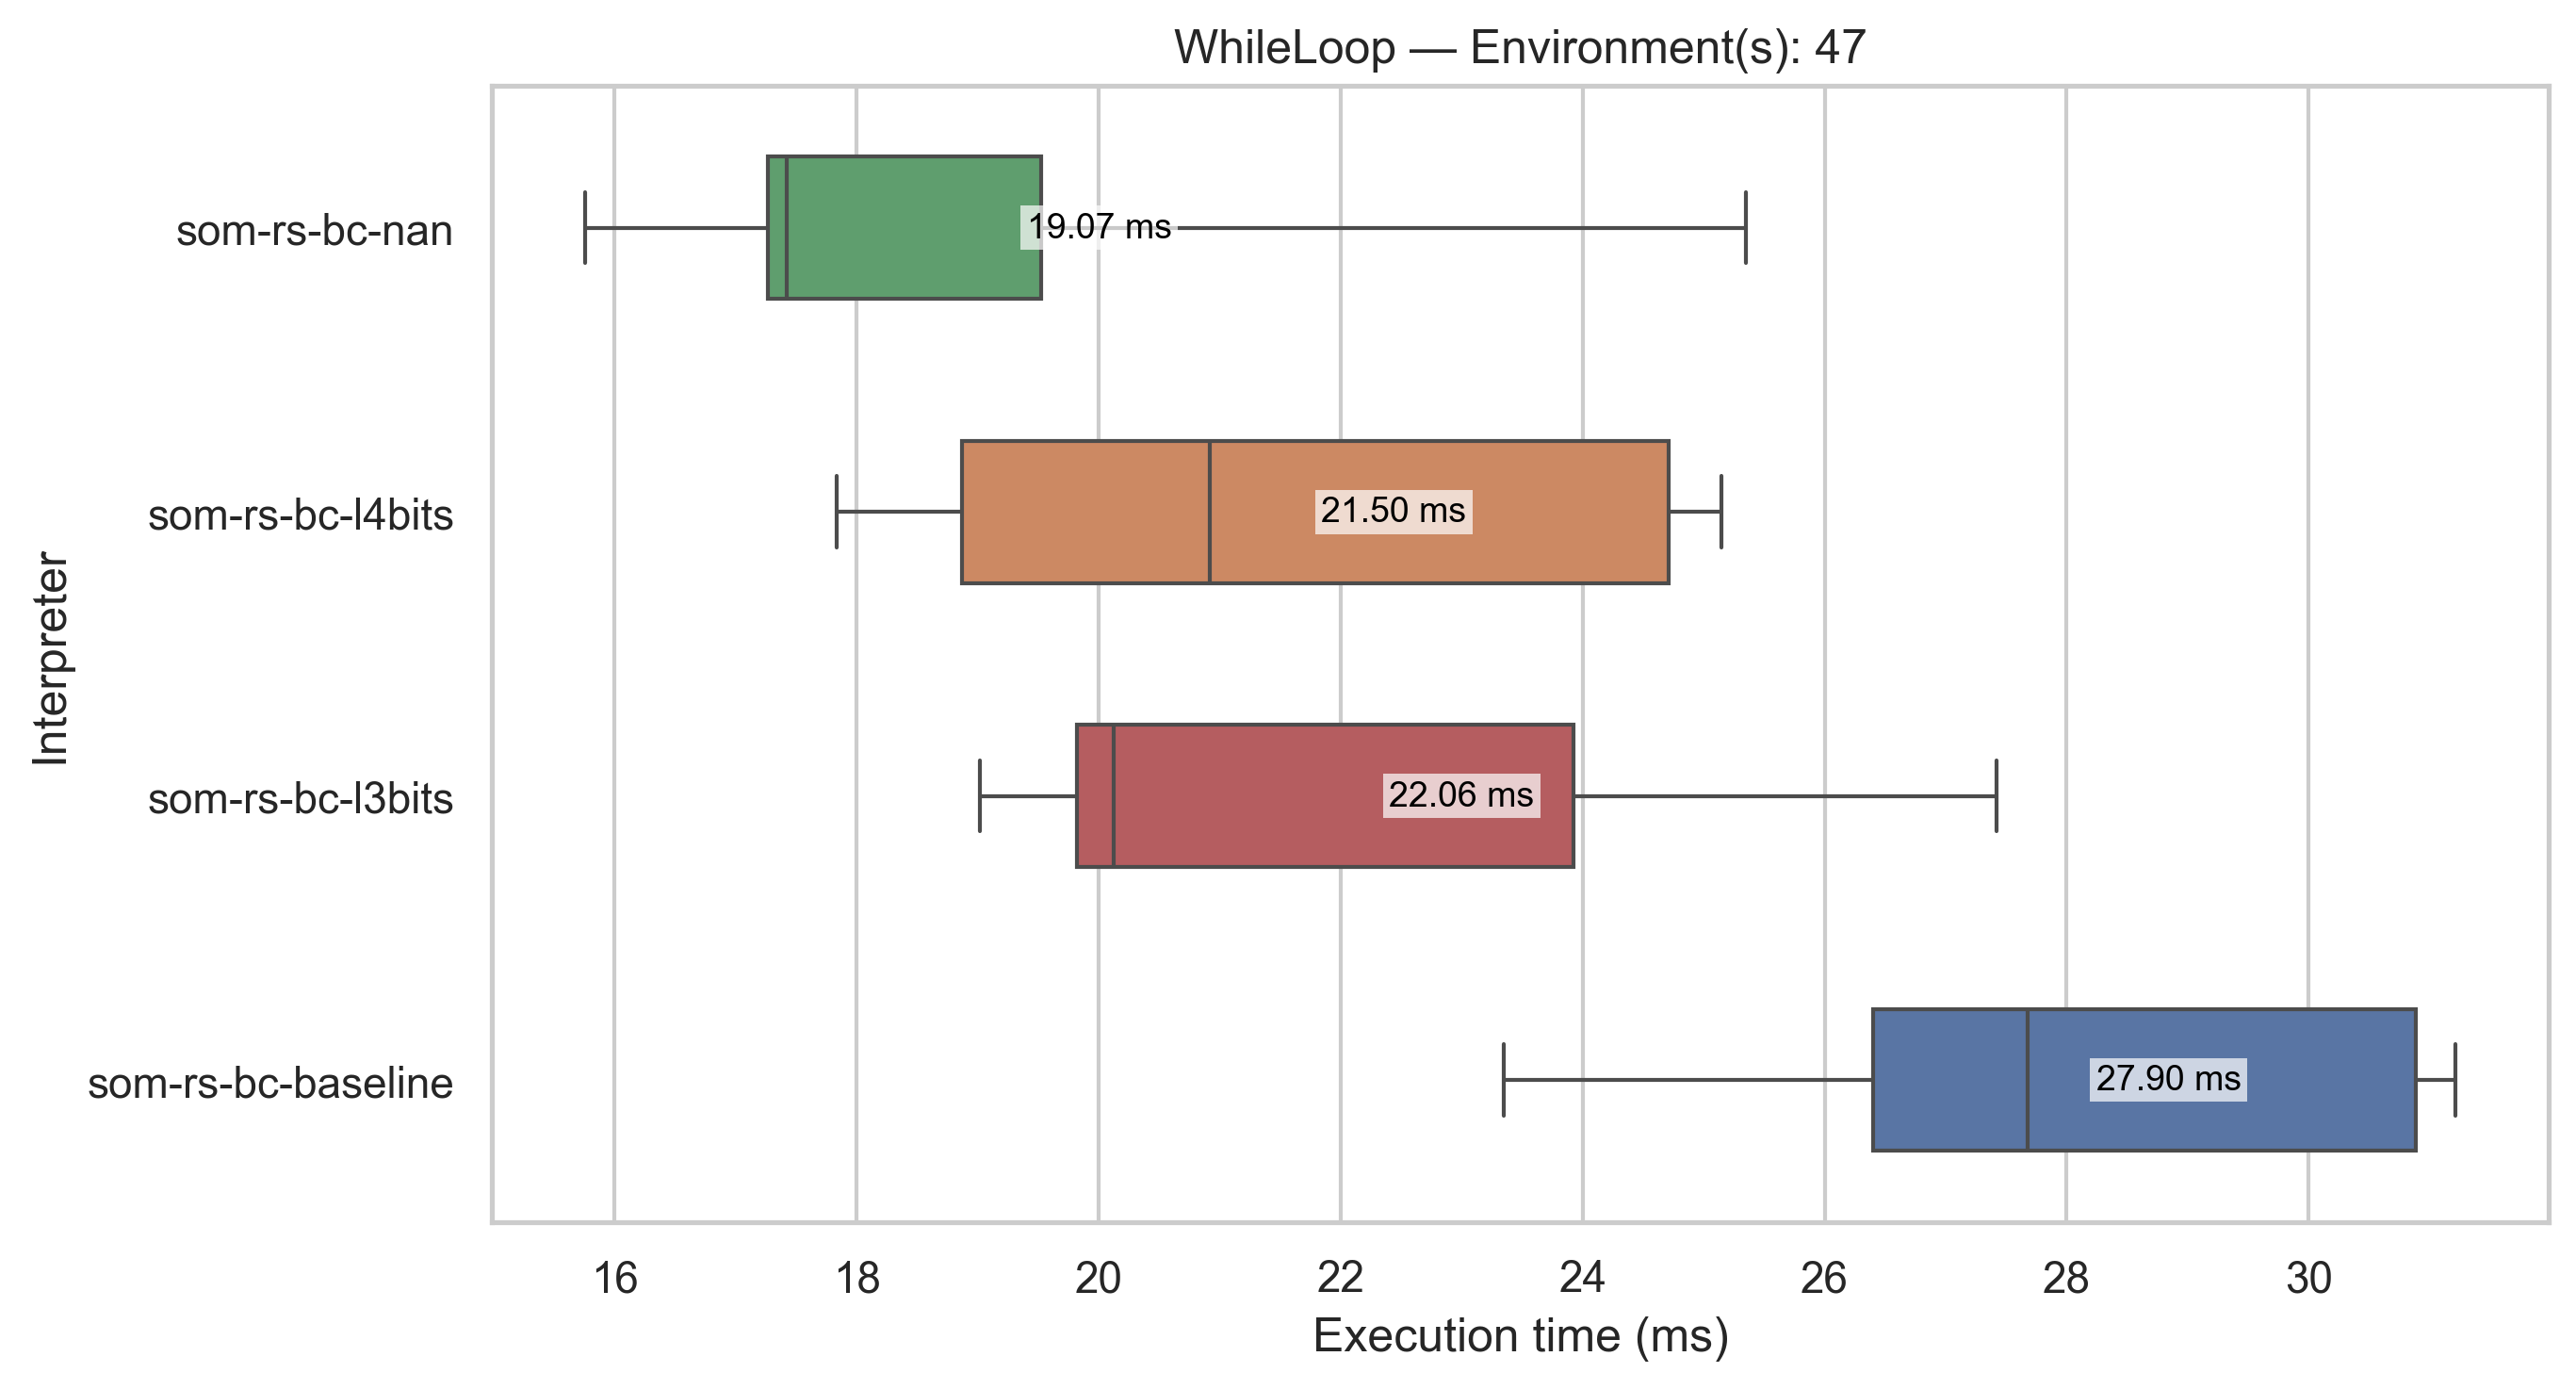 WhileLoop — Environment(s): 47
som-rs-bc-nan
19.07 ms
som-rs-bc-l4bits
21.50 ms
som-rs-bc-l3bits
22.06 ms
som-rs-bc-baseline
27.90 ms
Interpreter
16 18 20 22 24 26 28 30
Execution time (ms)